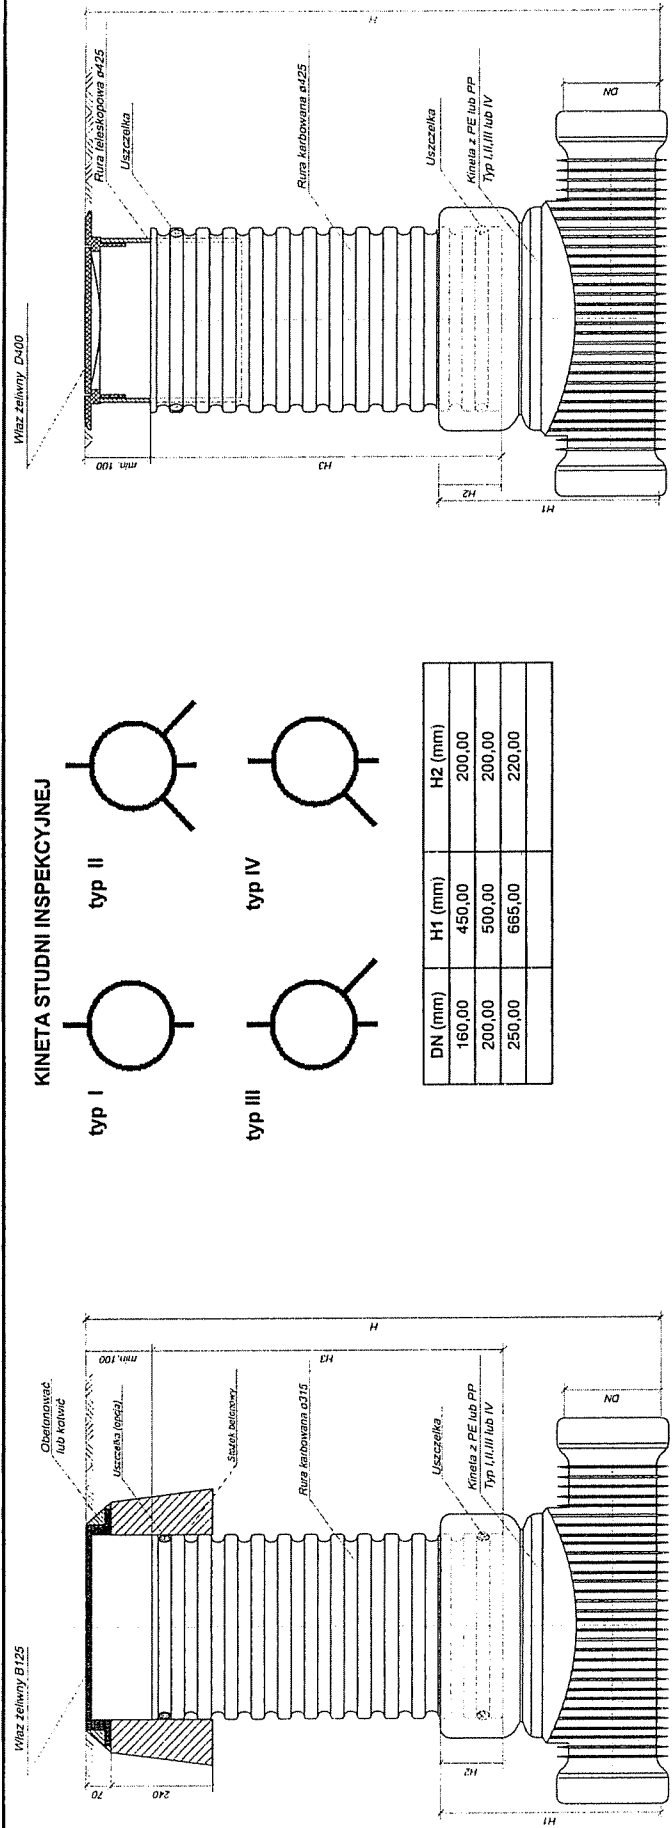 Właz żeliwny B125
Obetonować
lub kotwić
Uszczelka (opcja)
Stożek betonowy
Rura karbowana ø315
Uszczelka
Kineta z PE lub PP
Typ I,II,III lub IV
70
240
min.100
H
H3
H2
H1
DN
KINETA STUDNI INSPEKCYJNEJ
typ I
typ II
typ III
typ IV
DN (mm) H1 (mm) H2 (mm)
160,00 450,00 200,00
200,00 500,00 200,00
250,00 665,00 220,00
Właz żeliwny D400
Rura teleskopowa ø425
Uszczelka
Rura karbowana ø425
Uszczelka
Kineta z PE lub PP
Typ I,II,III lub IV
min. 100
H
H3
H2
H1
DN